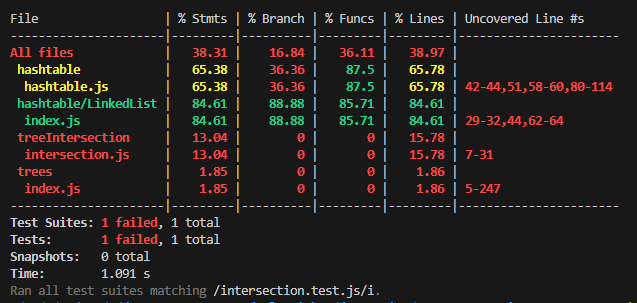 File | % Stmts | % Branch | % Funcs | % Lines | Uncovered Line #s
All files | 38.31 | 16.84 | 36.11 | 38.97 |
hashtable | 65.38 | 36.36 | 87.5 | 65.78 |
hashtable.js | 65.38 | 36.36 | 87.5 | 65.78 | 42-44,51,58-60,80-114
hashtable/LinkedList | 84.61 | 88.88 | 85.71 | 84.61 |
index.js | 84.61 | 88.88 | 85.71 | 84.61 | 29-32,44,62-64
treeIntersection | 13.04 | 0 | 0 | 15.78 |
intersection.js | 13.04 | 0 | 0 | 15.78 | 7-31
trees | 1.85 | 0 | 0 | 1.86 |
index.js | 1.85 | 0 | 0 | 1.86 | 5-247
Test Suites: 1 failed, 1 total
Tests: 1 failed, 1 total
Snapshots: 0 total
Time: 1.091 s
Ran all test suites matching /intersection.test.js/i.